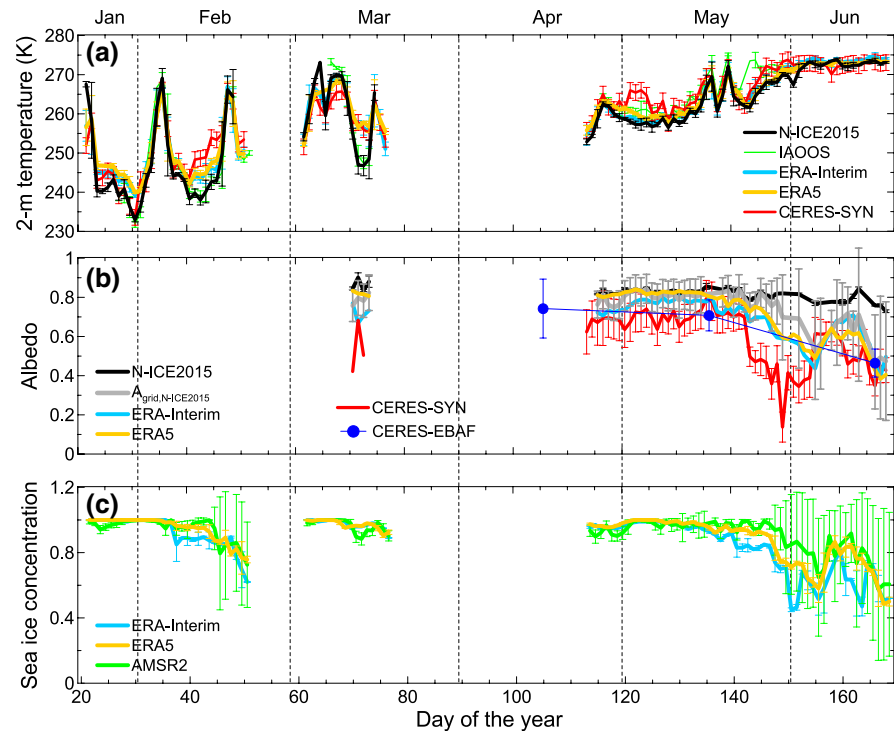 Jan Feb Mar Apr May Jun
(a)
2-m temperature (K)
280
270
260
250
240
230
N-ICE2015
IAOOS
ERA-Interim
ERA5
CERES-SYN
(b)
Albedo
1
0.8
0.6
0.4
0.2
0
N-ICE2015
Agrid,N-ICE2015
ERA-Interim
ERA5
CERES-SYN
CERES-EBAF
(c)
Sea ice concentration
1.2
0.8
0.4
0
ERA-Interim
ERA5
AMSR2
20 40 60 80 100 120 140 160
Day of the year